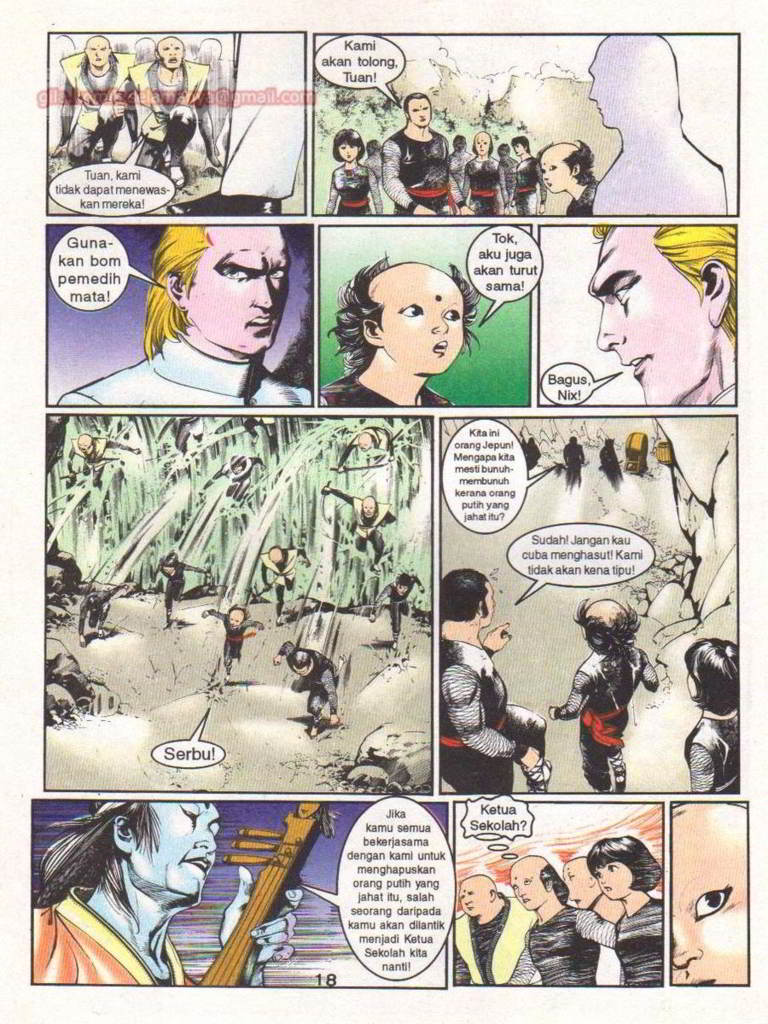 Tuan, kami
tidak dapat menewas-
kan mereka!
Kami
akan tolong,
Tuan!
Guna-
kan bom
pemedih
mata!
Tok,
aku juga
akan turut
sama!
Bagus,
Nix!
Serbu!
Kita ini
orang Jepun!
Mengapa kita
mesti bunuh-
membunuh
kerana orang
putih yang
jahat itu?
Sudah! Jangan kau
cuba menghasut! Kami
tidak akan kena tipu!
Jika
kamu semua
bekerjasama
dengan kami untuk
menghapuskan
orang putih yang
jahat itu, salah
seorang daripada
kamu akan dilantik
menjadi Ketua
Sekolah kita
nanti!
Ketua
Sekolah?
18